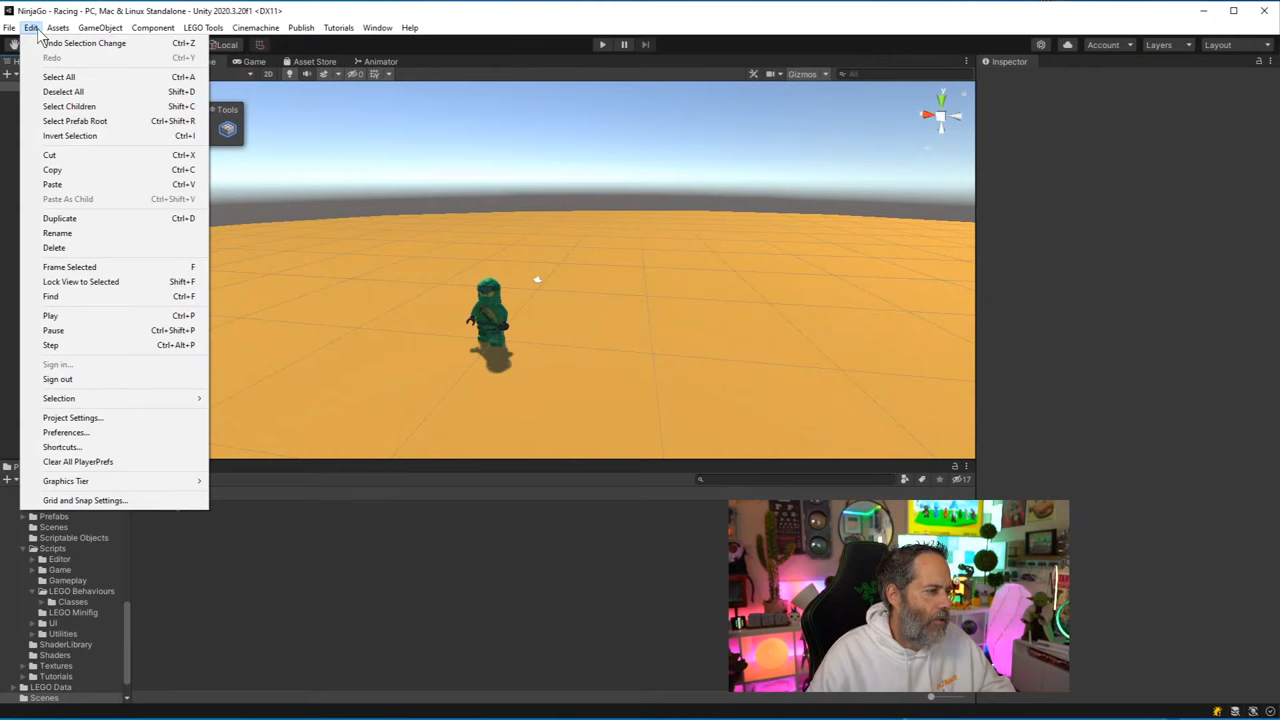 NinjaGo - Racing - PC, Mac & Linux Standalone - Unity 2020.3.20f1 <DX11>
File Edit Assets GameObject Component LEGO Tools Cinemachine Publish Tutorials Window Help
Local Account Layers Layout
Game Asset Store Animator Inspector
2D 0 Gizmos All
Undo Selection Change Ctrl+Z
Redo Ctrl+Y
Select All Ctrl+A
Deselect All Shift+D
Select Children Shift+C
Select Prefab Root Ctrl+Shift+R
Invert Selection Ctrl+I
Cut Ctrl+X
Copy Ctrl+C
Paste Ctrl+V
Paste As Child Ctrl+Shift+V
Duplicate Ctrl+D
Rename
Delete
Frame Selected F
Lock View to Selected Shift+F
Find Ctrl+F
Play Ctrl+P
Pause Ctrl+Shift+P
Step Ctrl+Alt+P
Sign in...
Sign out
Selection
Project Settings...
Preferences...
Shortcuts...
Clear All PlayerPrefs
Graphics Tier
Grid and Snap Settings...
Tools
y
17
Prefabs
Scenes
Scriptable Objects
Scripts
Editor
Game
Gameplay
LEGO Behaviours
Classes
LEGO Minifig
UI
Utilities
ShaderLibrary
Shaders
Textures
Tutorials
LEGO Data
Scenes